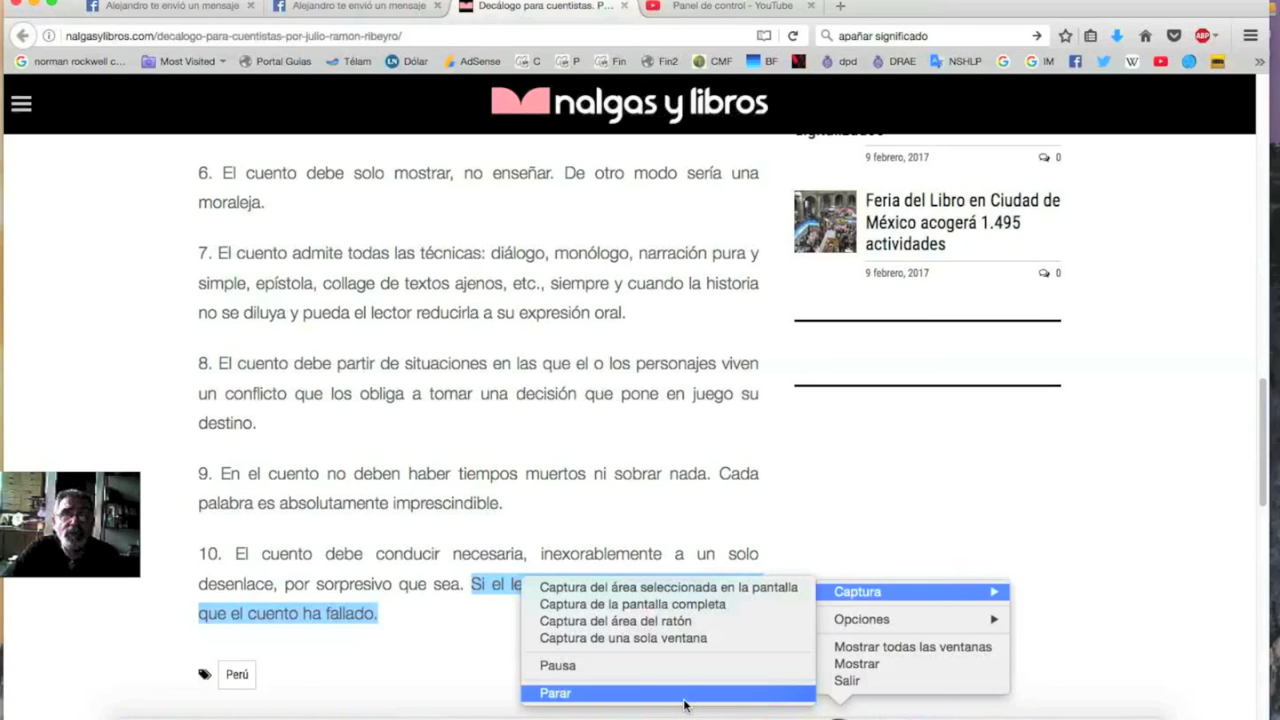 Alejandro te envió un mensaje
Alejandro te envió un mensaje
Decálogo para cuentistas. P...
Panel de control - YouTube
nalgasylibros.com/decalogo-para-cuentistas-por-julio-ramon-ribeyro/
apañar significado
ABP
norman rockwell c...
Most Visited
Portal Guias
Télam
Dólar
AdSense
C
P
Fin
Fin2
CMF
BF
dpd
DRAE
NSHLP
G
IM
nalgas y libros
6. El cuento debe solo mostrar, no enseñar. De otro modo sería una
moraleja.
7. El cuento admite todas las técnicas: diálogo, monólogo, narración pura y
simple, epístola, collage de textos ajenos, etc., siempre y cuando la historia
no se diluya y pueda el lector reducirla a su expresión oral.
8. El cuento debe partir de situaciones en las que el o los personajes viven
un conflicto que los obliga a tomar una decisión que pone en juego su
destino.
9. En el cuento no deben haber tiempos muertos ni sobrar nada. Cada
palabra es absolutamente imprescindible.
10. El cuento debe conducir necesaria, inexorablemente a un solo
desenlace, por sorpresivo que sea. Si el le
que el cuento ha fallado.
Perú
9 febrero, 2017
0
Feria del Libro en Ciudad de
México acogerá 1.495
actividades
9 febrero, 2017
0
Captura del área seleccionada en la pantalla
Captura de la pantalla completa
Captura del área del ratón
Captura de una sola ventana
Pausa
Parar
Captura
Opciones
Mostrar todas las ventanas
Mostrar
Salir